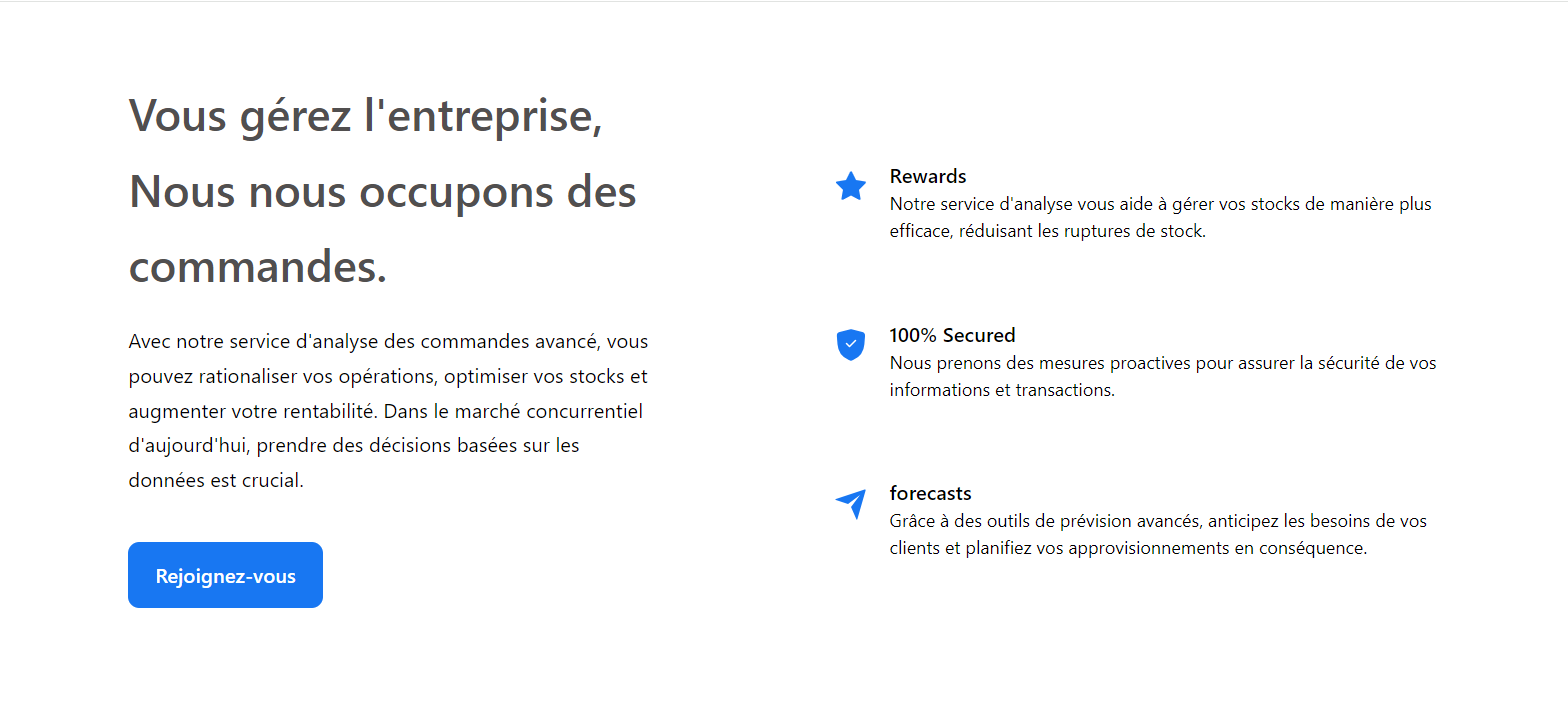 Vous gérez l'entreprise,
Nous nous occupons des
commandes.
Avec notre service d'analyse des commandes avancé, vous
pouvez rationaliser vos opérations, optimiser vos stocks et
augmenter votre rentabilité. Dans le marché concurrentiel
d'aujourd'hui, prendre des décisions basées sur les
données est crucial.
Rejoignez-vous
Rewards
Notre service d'analyse vous aide à gérer vos stocks de manière plus
efficace, réduisant les ruptures de stock.
100% Secured
Nous prenons des mesures proactives pour assurer la sécurité de vos
informations et transactions.
forecasts
Grâce à des outils de prévision avancés, anticipez les besoins de vos
clients et planifiez vos approvisionnements en conséquence.